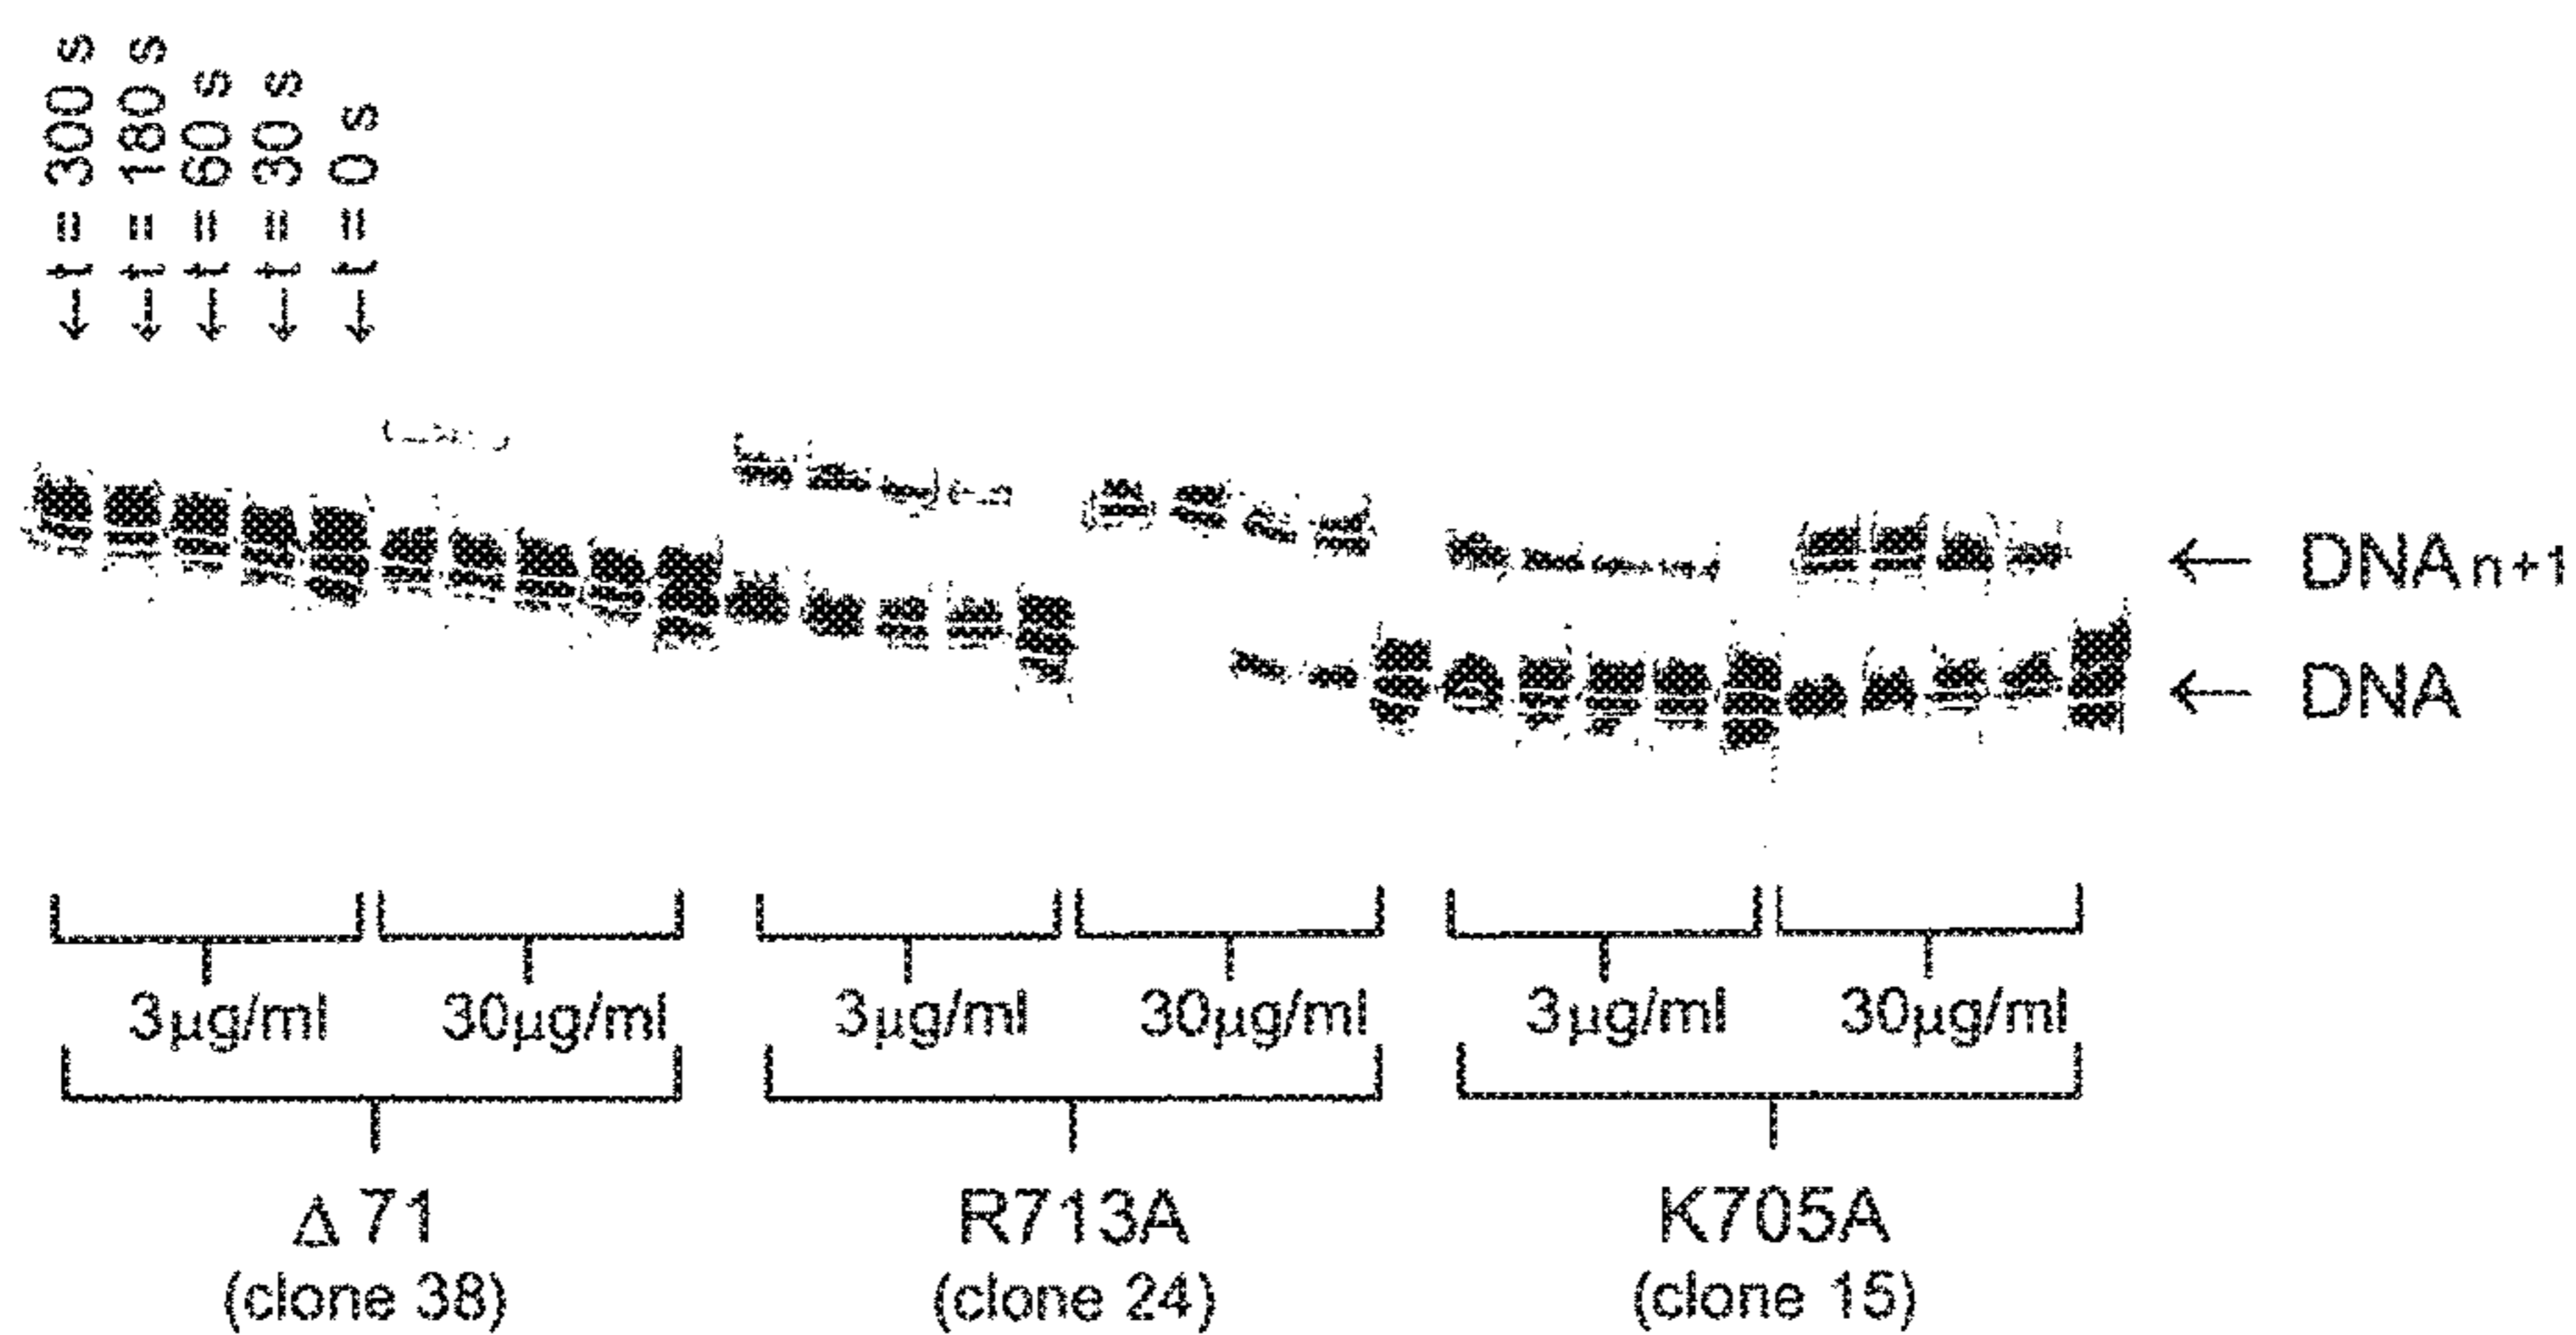 ←t = 300 s
←t = 180 s
←t = 60 s
←t = 30 s
←t = 0 s
← DNA n+1
← DNA
3µg/ml 30µg/ml 3µg/ml 30µg/ml 3µg/ml 30µg/ml
Δ 71 R713A K705A
(clone 38) (clone 24) (clone 15)